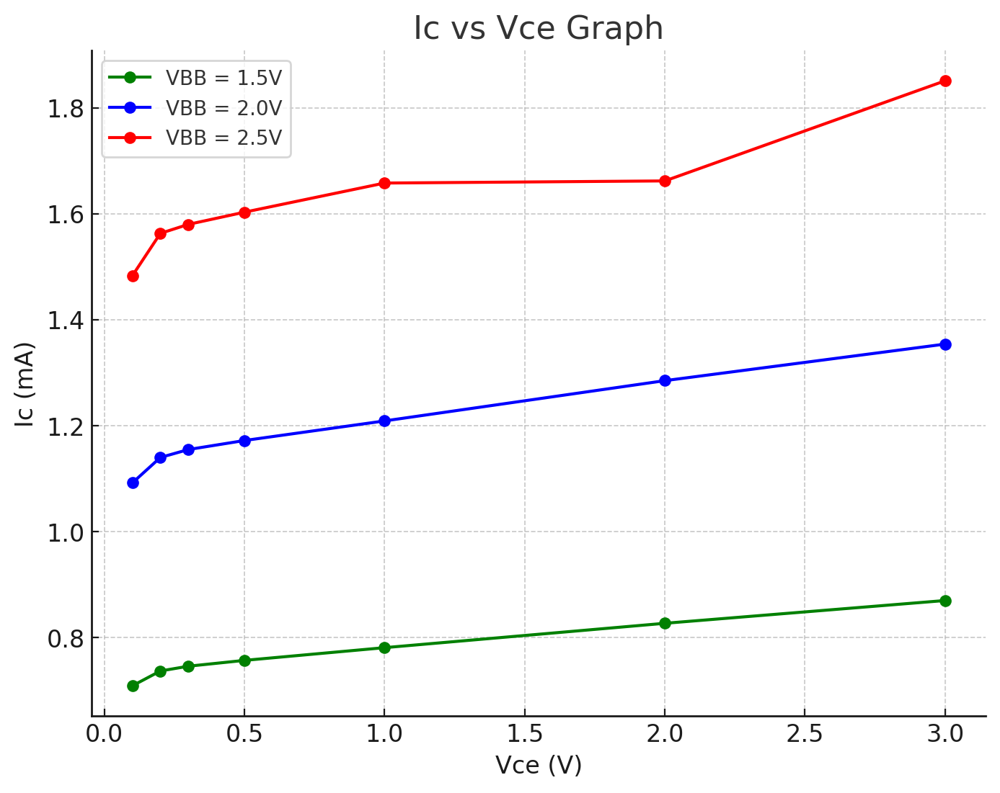 Ic vs Vce Graph
VBB = 1.5V
VBB = 2.0V
VBB = 2.5V
1.8
1.6
1.4
1.2
1.0
0.8
Ic (mA)
0.0 0.5 1.0 1.5 2.0 2.5 3.0
Vce (V)